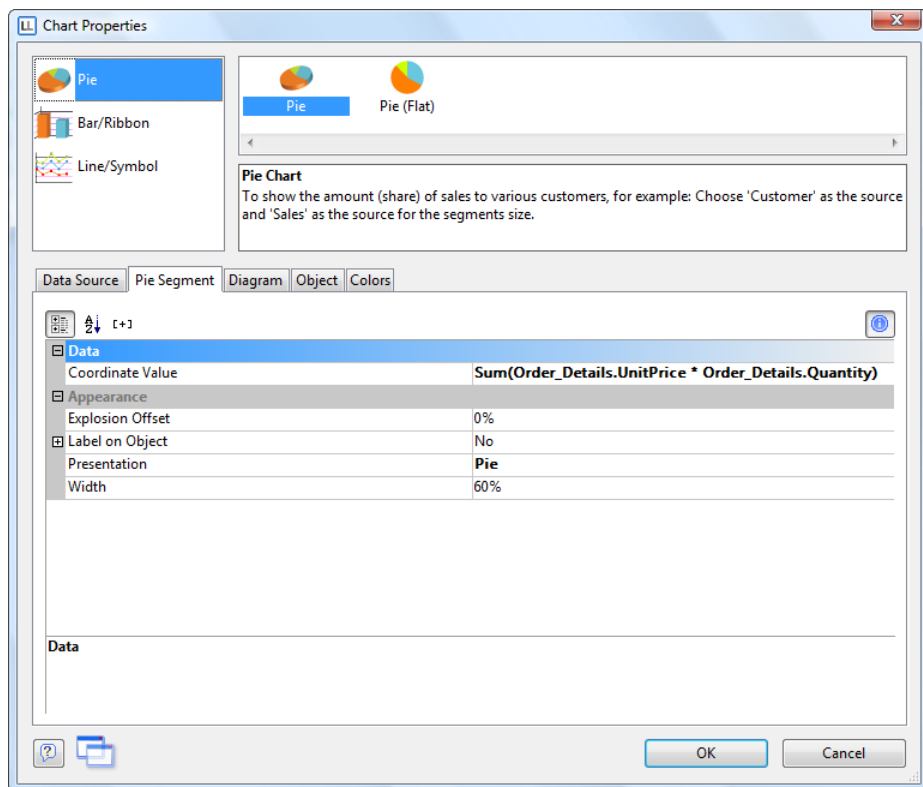 LL Chart Properties
Pie
Bar/Ribbon
Line/Symbol
Pie
Pie (Flat)
Pie Chart
To show the amount (share) of sales to various customers, for example: Choose 'Customer' as the source
and 'Sales' as the source for the segments size.
Data Source Pie Segment Diagram Object Colors
A Z [+]
Data
Coordinate Value Sum(Order_Details.UnitPrice * Order_Details.Quantity)
Appearance
Explosion Offset 0%
Label on Object No
Presentation Pie
Width 60%
Data
OK Cancel